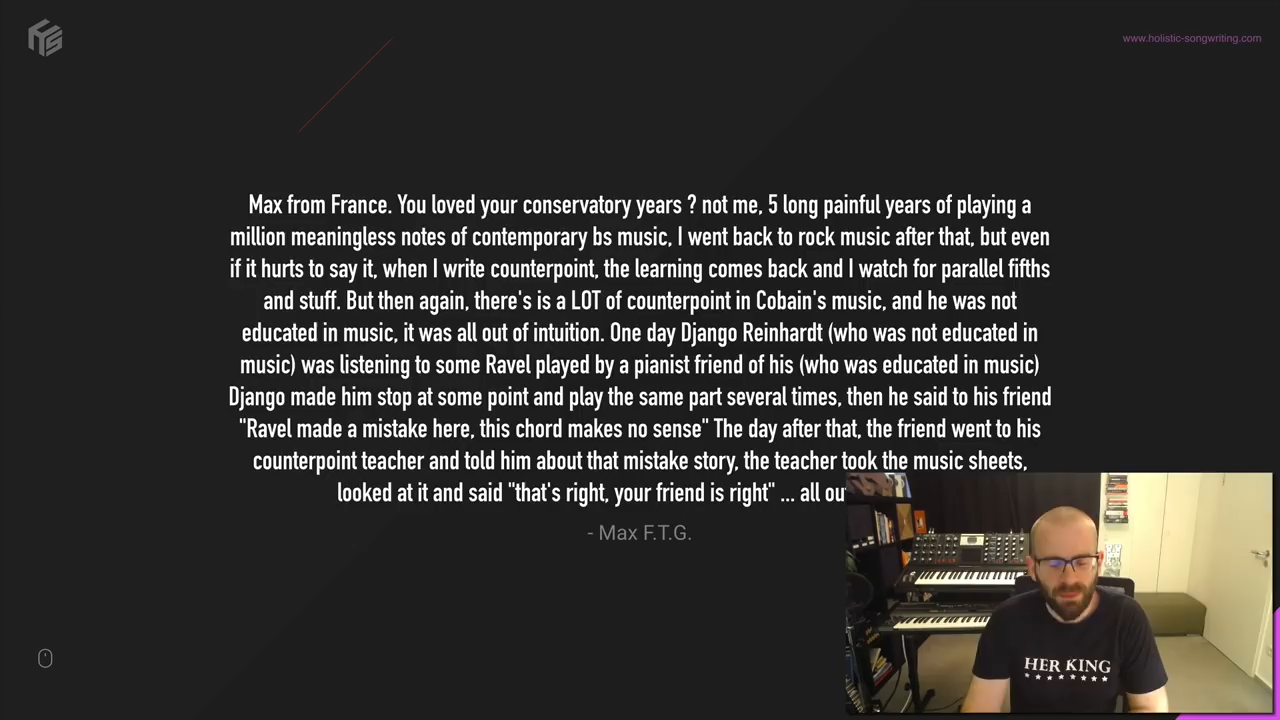 www.holistic-songwriting.com
Max from France. You loved your conservatory years ? not me, 5 long painful years of playing a
million meaningless notes of contemporary bs music, I went back to rock music after that, but even
if it hurts to say it, when I write counterpoint, the learning comes back and I watch for parallel fifths
and stuff. But then again, there's is a LOT of counterpoint in Cobain's music, and he was not
educated in music, it was all out of intuition. One day Django Reinhardt (who was not educated in
music) was listening to some Ravel played by a pianist friend of his (who was educated in music)
Django made him stop at some point and play the same part several times, then he said to his friend
"Ravel made a mistake here, this chord makes no sense" The day after that, the friend went to his
counterpoint teacher and told him about that mistake story, the teacher took the music sheets,
looked at it and said "that's right, your friend is right" ... all
- Max F.T.G.
HER KING